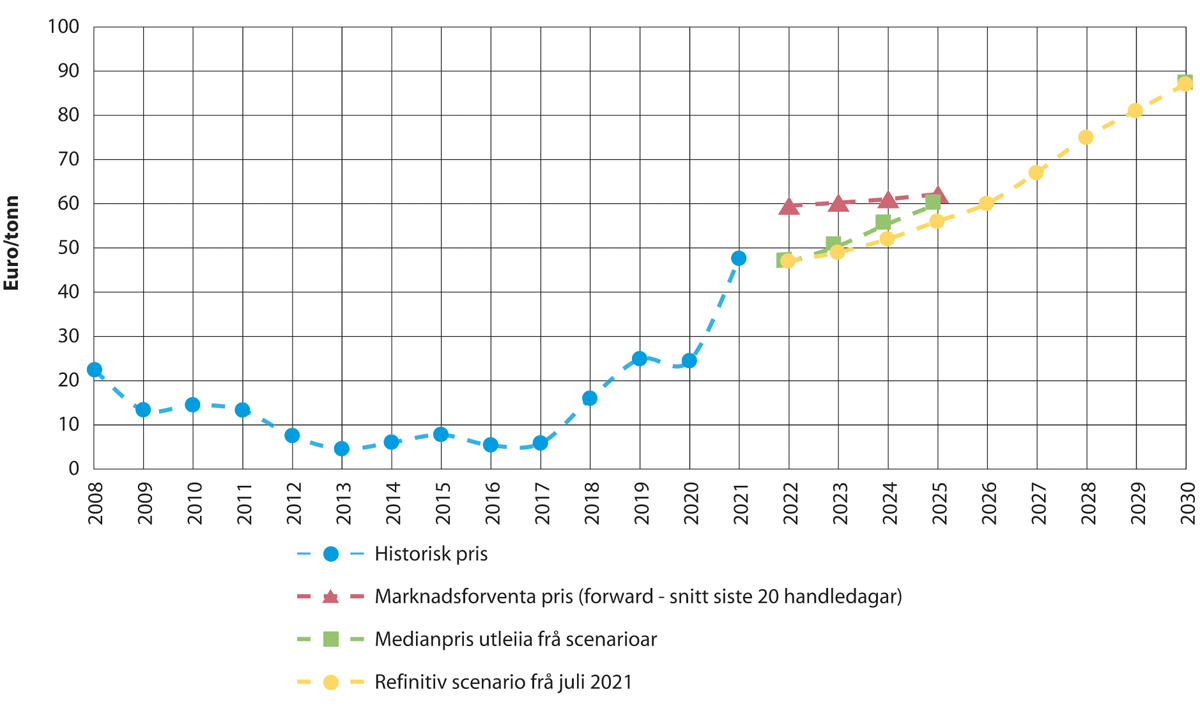 100
90
80
70
60
50
40
30
20
10
0
Euro/tonn
2008 2009 2010 2011 2012 2013 2014 2015 2016 2017 2018 2019 2020 2021 2022 2023 2024 2025 2026 2027 2028 2029 2030
Historisk pris
Marknadsforventa pris (forward - snitt siste 20 handledagar)
Medianpris utleiia frå scenarioar
Refinitiv scenario frå juli 2021